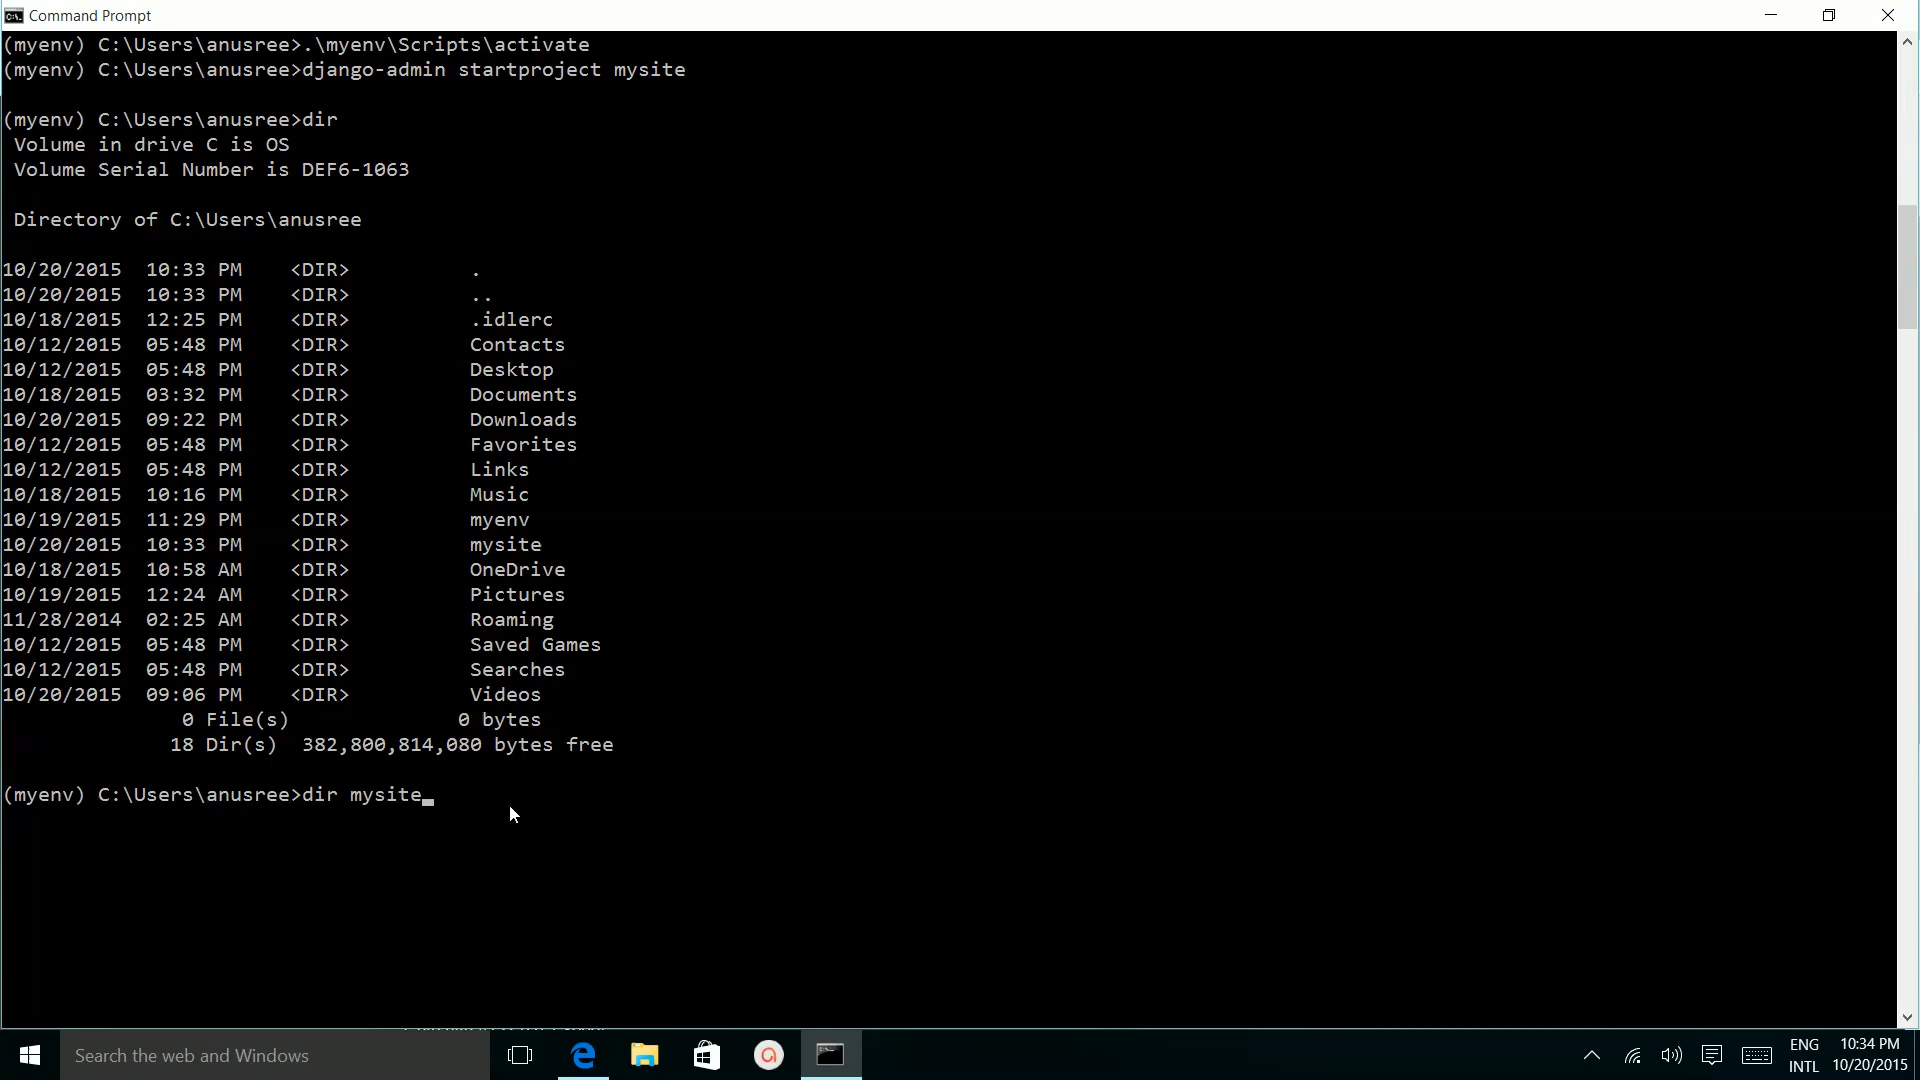 Command Prompt
(myenv) C:\Users\anusree>.\myenv\Scripts\activate
(myenv) C:\Users\anusree>django-admin startproject mysite
(myenv) C:\Users\anusree>dir
Volume in drive C is OS
Volume Serial Number is DEF6-1063
Directory of C:\Users\anusree
10/20/2015 10:33 PM <DIR> .
10/20/2015 10:33 PM <DIR> ..
10/18/2015 12:25 PM <DIR> .idlerc
10/12/2015 05:48 PM <DIR> Contacts
10/12/2015 05:48 PM <DIR> Desktop
10/18/2015 03:32 PM <DIR> Documents
10/20/2015 09:22 PM <DIR> Downloads
10/12/2015 05:48 PM <DIR> Favorites
10/12/2015 05:48 PM <DIR> Links
10/18/2015 10:16 PM <DIR> Music
10/19/2015 11:29 PM <DIR> myenv
10/20/2015 10:33 PM <DIR> mysite
10/18/2015 10:58 AM <DIR> OneDrive
10/19/2015 12:24 AM <DIR> Pictures
11/28/2014 02:25 AM <DIR> Roaming
10/12/2015 05:48 PM <DIR> Saved Games
10/12/2015 05:48 PM <DIR> Searches
10/20/2015 09:06 PM <DIR> Videos
0 File(s) 0 bytes
18 Dir(s) 382,800,814,080 bytes free
(myenv) C:\Users\anusree>dir mysite
Search the web and Windows
ENG 10:34 PM
INTL 10/20/2015